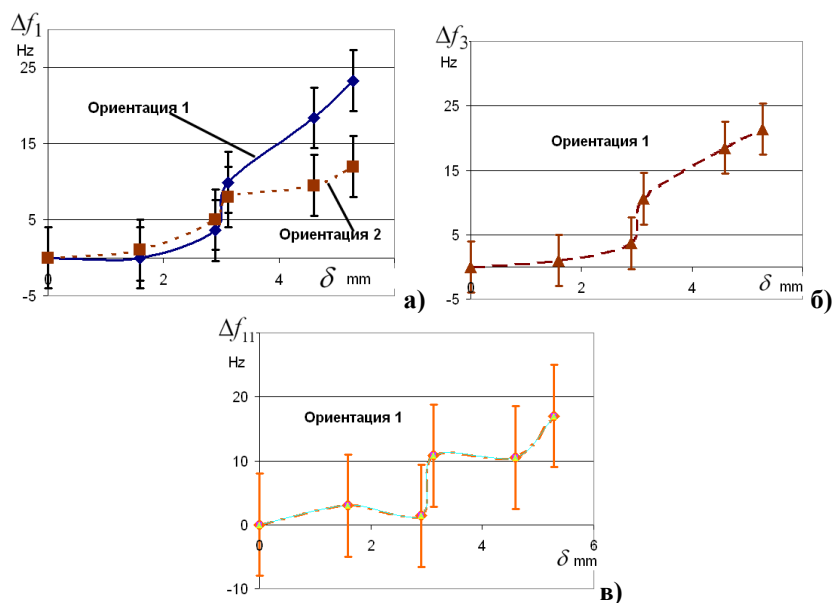 Δf₁
Hz
25
15
5
-5
0
2
4
δ mm
Ориентация 1
Ориентация 2
а)
Δf₃
Hz
35
25
15
5
-5
0
2
4
δ mm
Ориентация 1
б)
Δf₁₁
Hz
20
10
0
-10
0
2
4
6
δ mm
Ориентация 1
в)